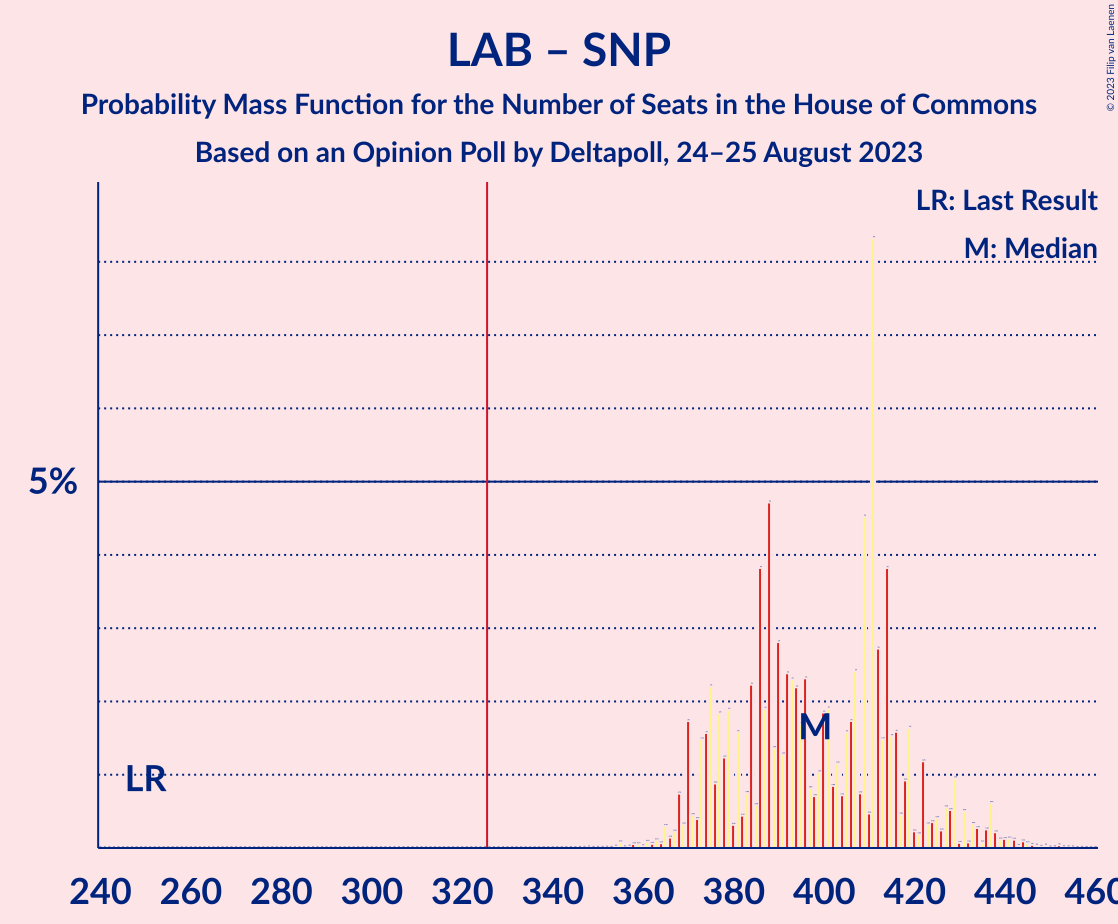 LAB – SNP
Probability Mass Function for the Number of Seats in the House of Commons
Based on an Opinion Poll by Deltapoll, 24–25 August 2023
© 2023 Filip van Laenen
LR: Last Result
M: Median
5%
LR
M
240 260 280 300 320 340 360 380 400 420 440 460